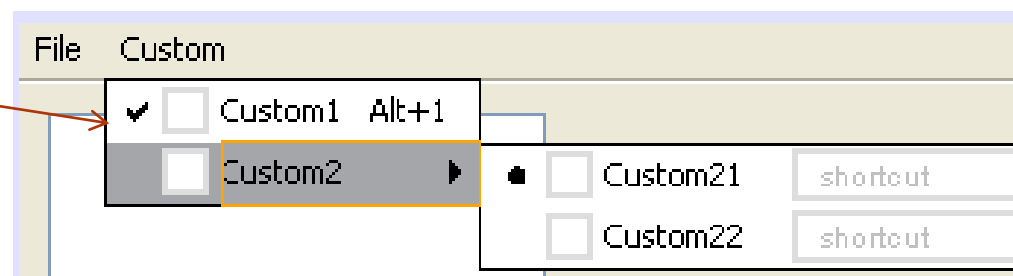 File Custom
Custom1 Alt+1
Custom2
Custom21 shortcut
Custom22 shortcut